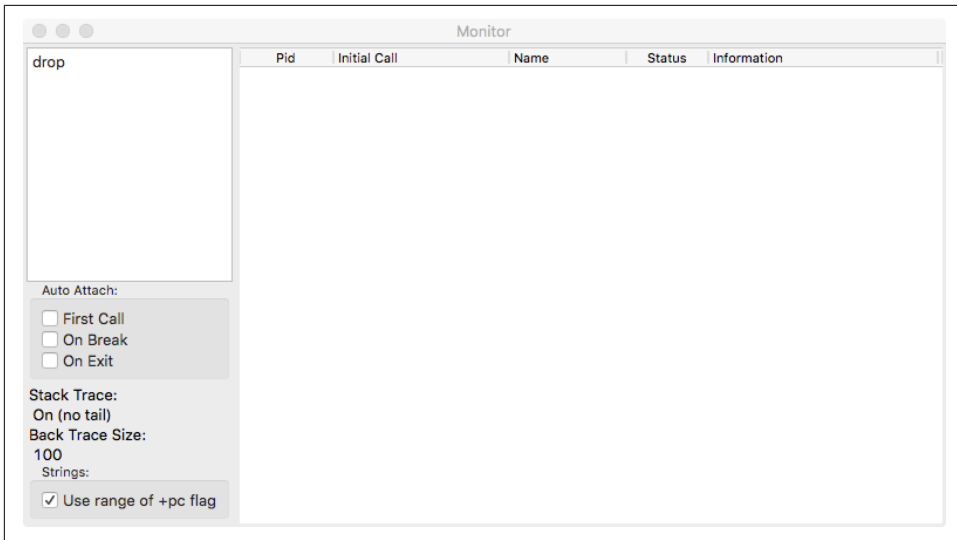 Monitor
drop
Pid Initial Call Name Status Information
Auto Attach:
First Call
On Break
On Exit
Stack Trace:
On (no tail)
Back Trace Size:
100
Strings:
Use range of +pc flag